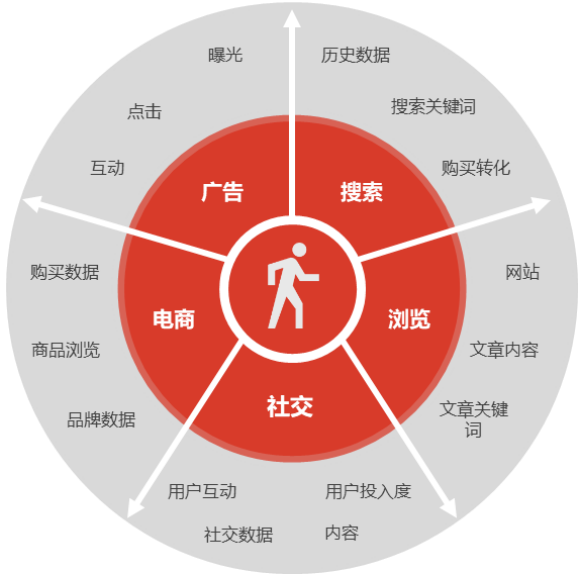 曝光
历史数据
点击
搜索关键词
互动
购买转化
广告
搜索
购买数据
网站
电商
浏览
商品浏览
文章内容
社交
品牌数据
文章关键
词
用户互动
用户投入度
社交数据
内容